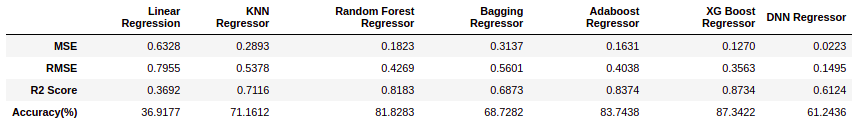 Linear Regression KNN Regressor Random Forest Regressor Bagging Regressor Adaboost Regressor XG Boost Regressor DNN Regressor
MSE 0.6328 0.2893 0.1823 0.3137 0.1631 0.1270 0.0223
RMSE 0.7955 0.5378 0.4269 0.5601 0.4038 0.3563 0.1495
R2 Score 0.3692 0.7116 0.8183 0.6873 0.8374 0.8734 0.6124
Accuracy(%) 36.9177 71.1612 81.8283 68.7282 83.7438 87.3422 61.2436